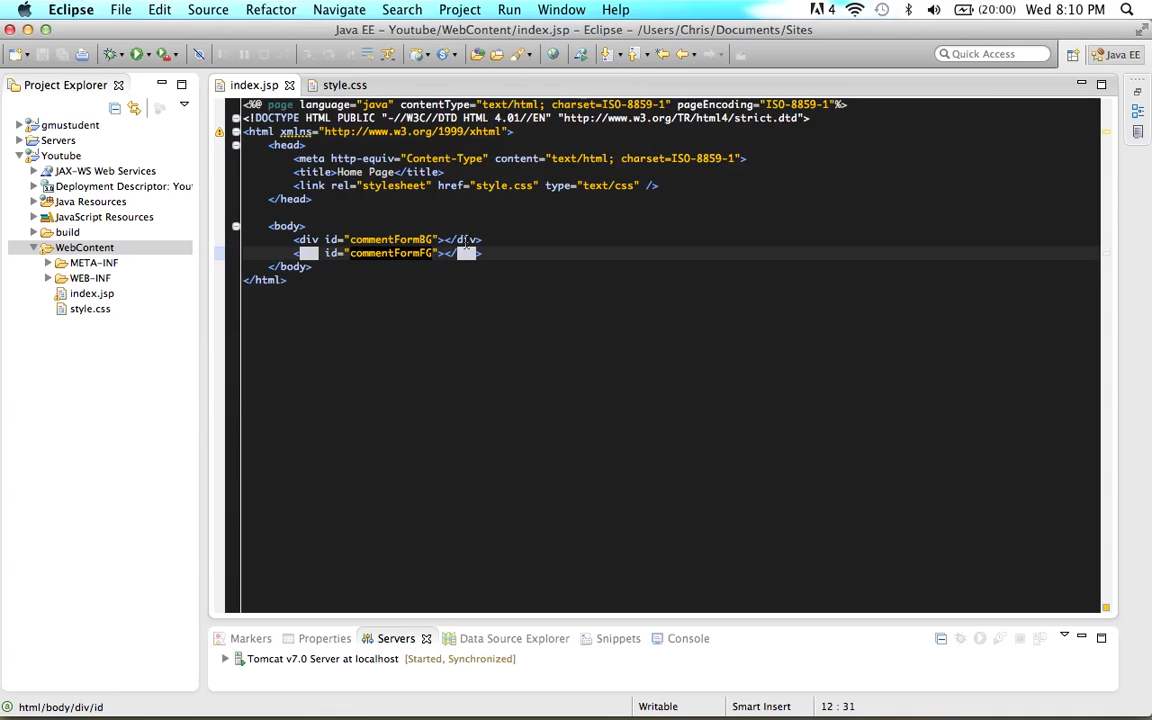 Eclipse File Edit Source Refactor Navigate Search Project Run Window Help 4 (20:00) Wed 8:10 PM
Java EE - Youtube/WebContent/index.jsp - Eclipse - /Users/Chris/Documents/Sites
Quick Access Java EE
Project Explorer
gmustudent
Servers
Youtube
JAX-WS Web Services
Deployment Descriptor: You
Java Resources
JavaScript Resources
build
WebContent
META-INF
WEB-INF
index.jsp
style.css
index.jsp style.css
<%@ page language="java" contentType="text/html; charset=ISO-8859-1" pageEncoding="ISO-8859-1"%>
<!DOCTYPE HTML PUBLIC "-//W3C//DTD HTML 4.01//EN" "http://www.w3.org/TR/html4/strict.dtd">
<html xmlns="http://www.w3.org/1999/xhtml">
<head>
<meta http-equiv="Content-Type" content="text/html; charset=ISO-8859-1">
<title>Home Page</title>
<link rel="stylesheet" href="style.css" type="text/css" />
</head>
<body>
<div id="commentFormBG"></div>
< id="commentFormFG"></ >
</body>
</html>
Markers Properties Servers Data Source Explorer Snippets Console
Tomcat v7.0 Server at localhost [Started, Synchronized]
html/body/div/id Writable Smart Insert 12 : 31